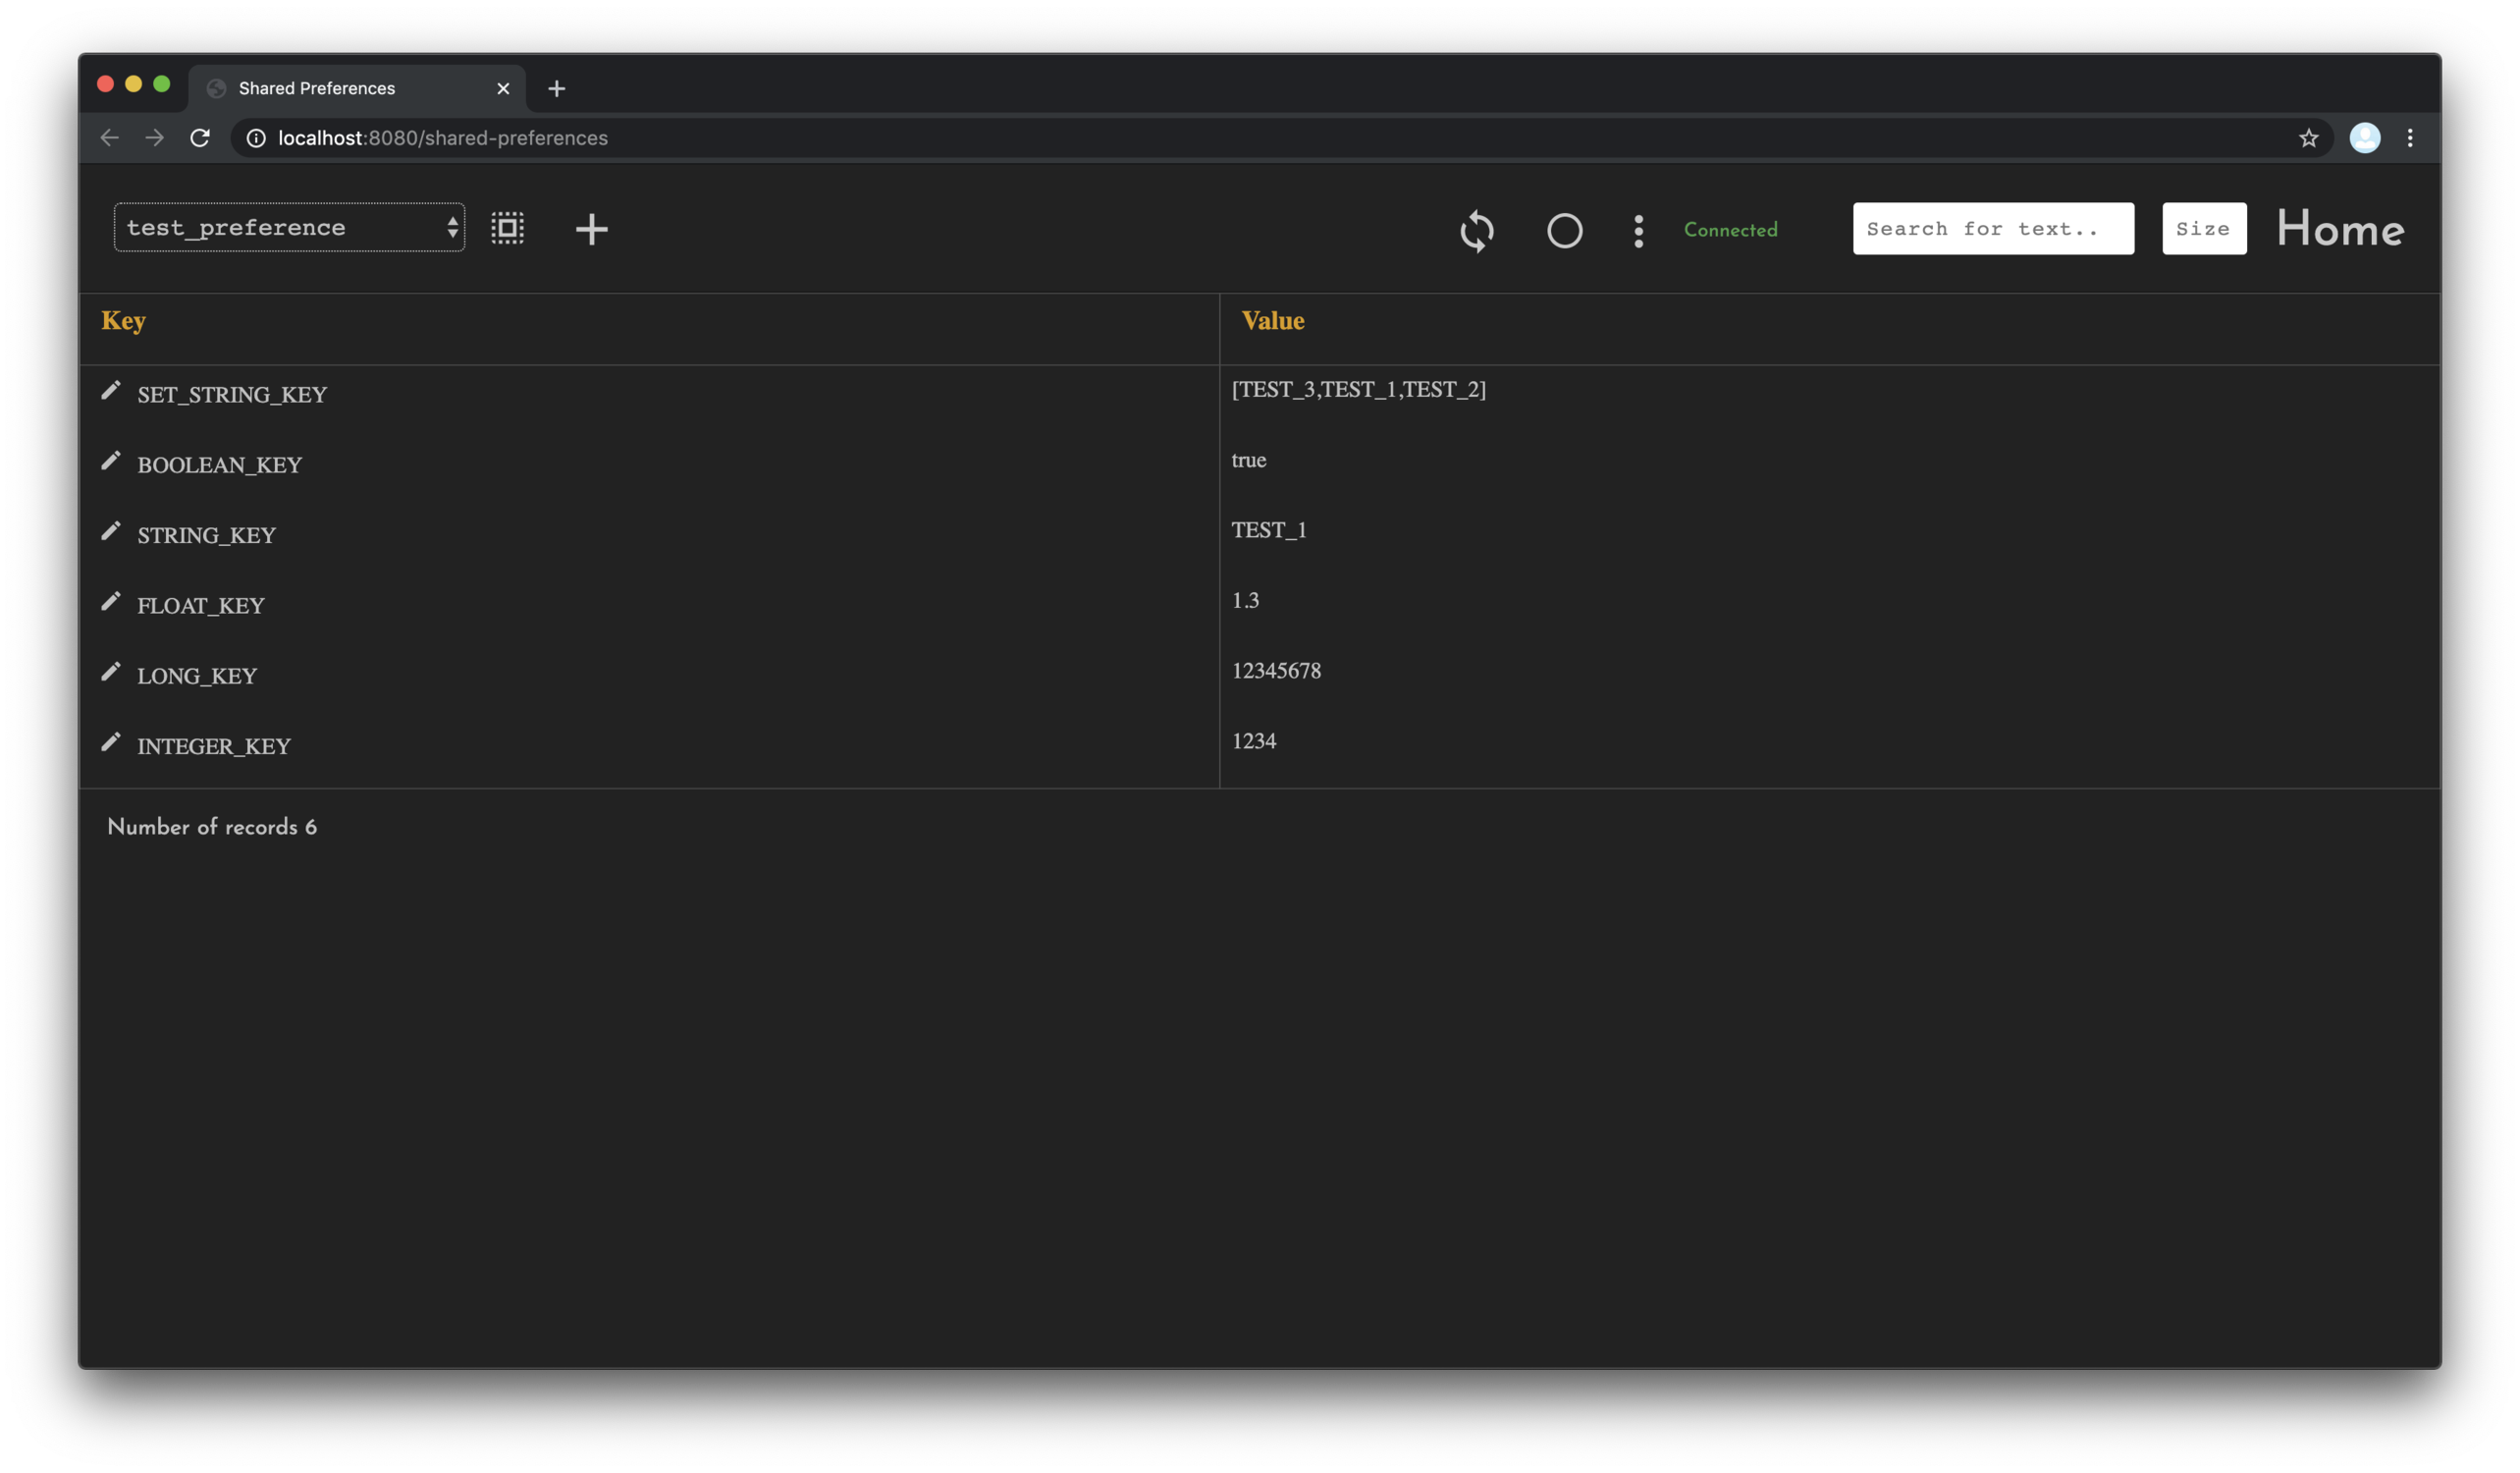 Shared Preferences
localhost:8080/shared-preferences
test_preference Connected Search for text.. Size Home
Key Value
SET_STRING_KEY [TEST_3,TEST_1,TEST_2]
BOOLEAN_KEY true
STRING_KEY TEST_1
FLOAT_KEY 1.3
LONG_KEY 12345678
INTEGER_KEY 1234
Number of records 6